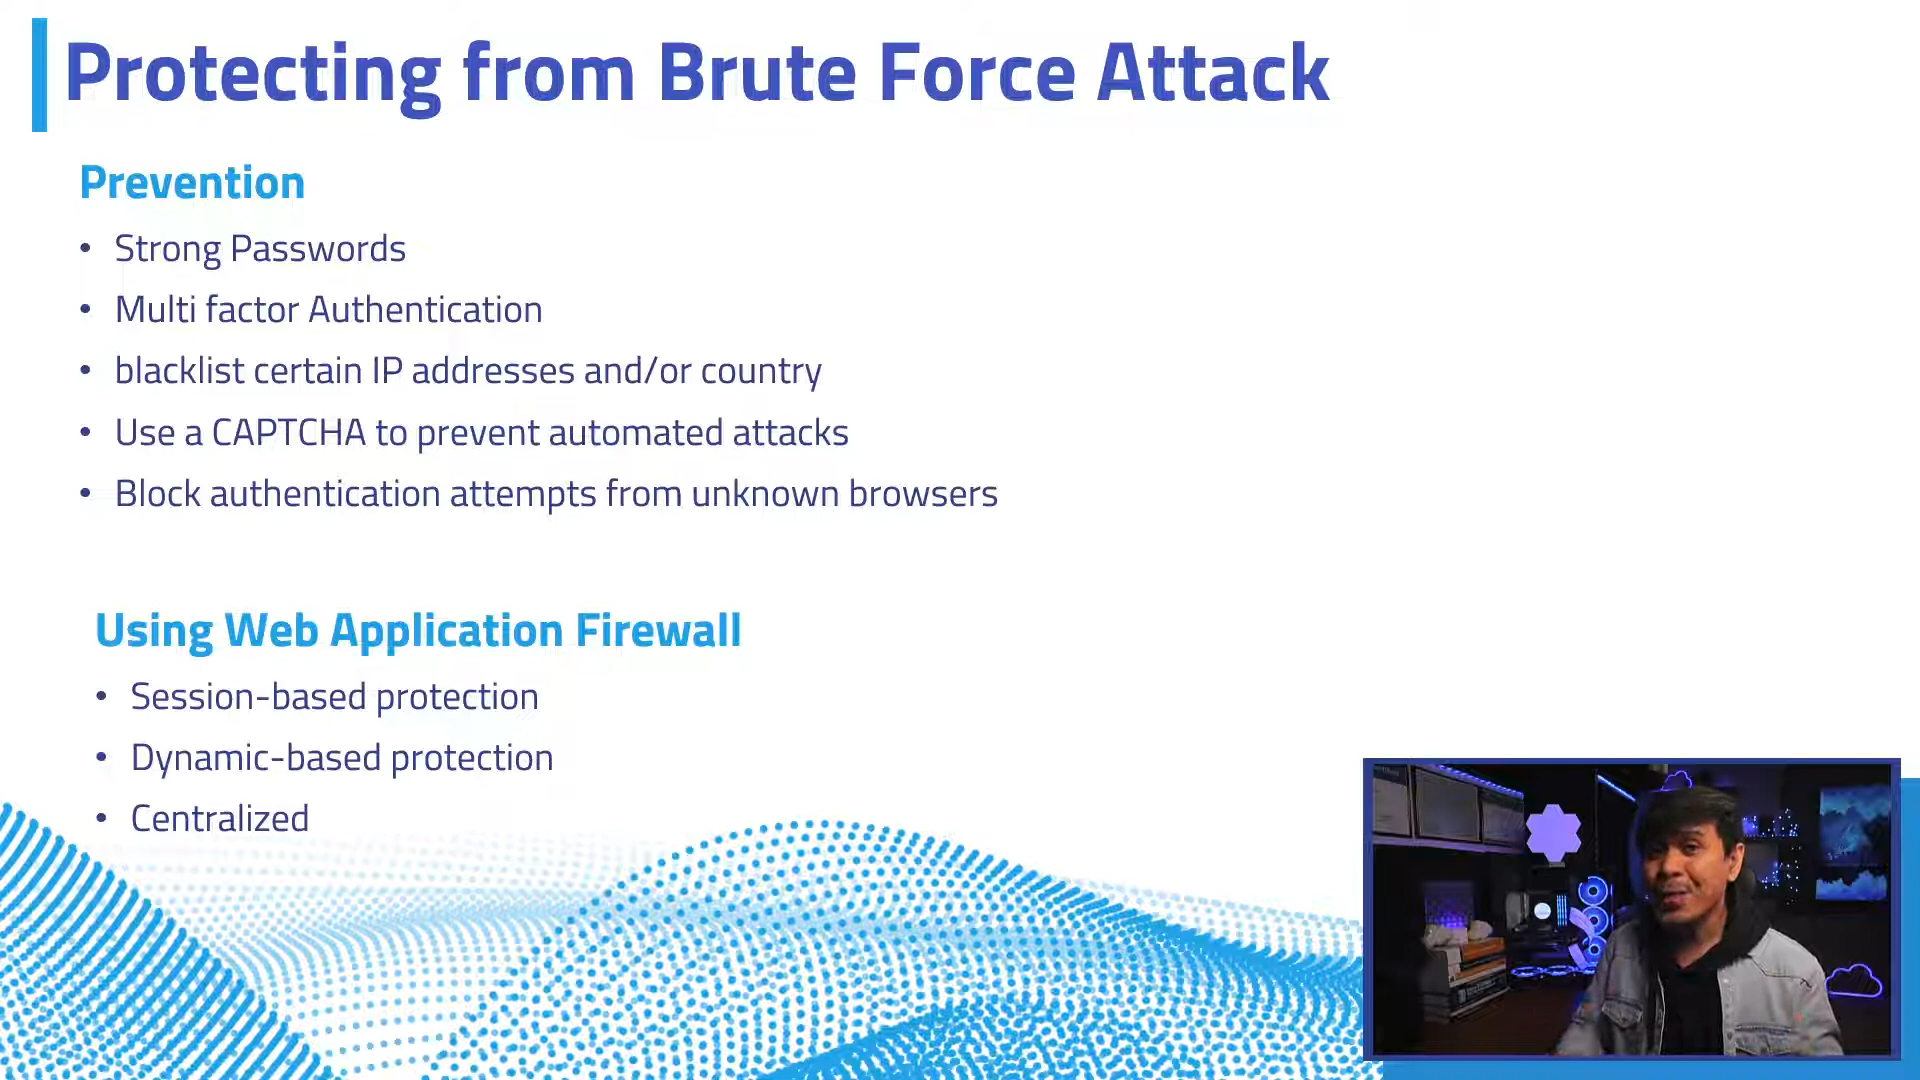 Protecting from Brute Force Attack
Prevention
• Strong Passwords
• Multi factor Authentication
• blacklist certain IP addresses and/or country
• Use a CAPTCHA to prevent automated attacks
• Block authentication attempts from unknown browsers
Using Web Application Firewall
• Session-based protection
• Dynamic-based protection
• Centralized